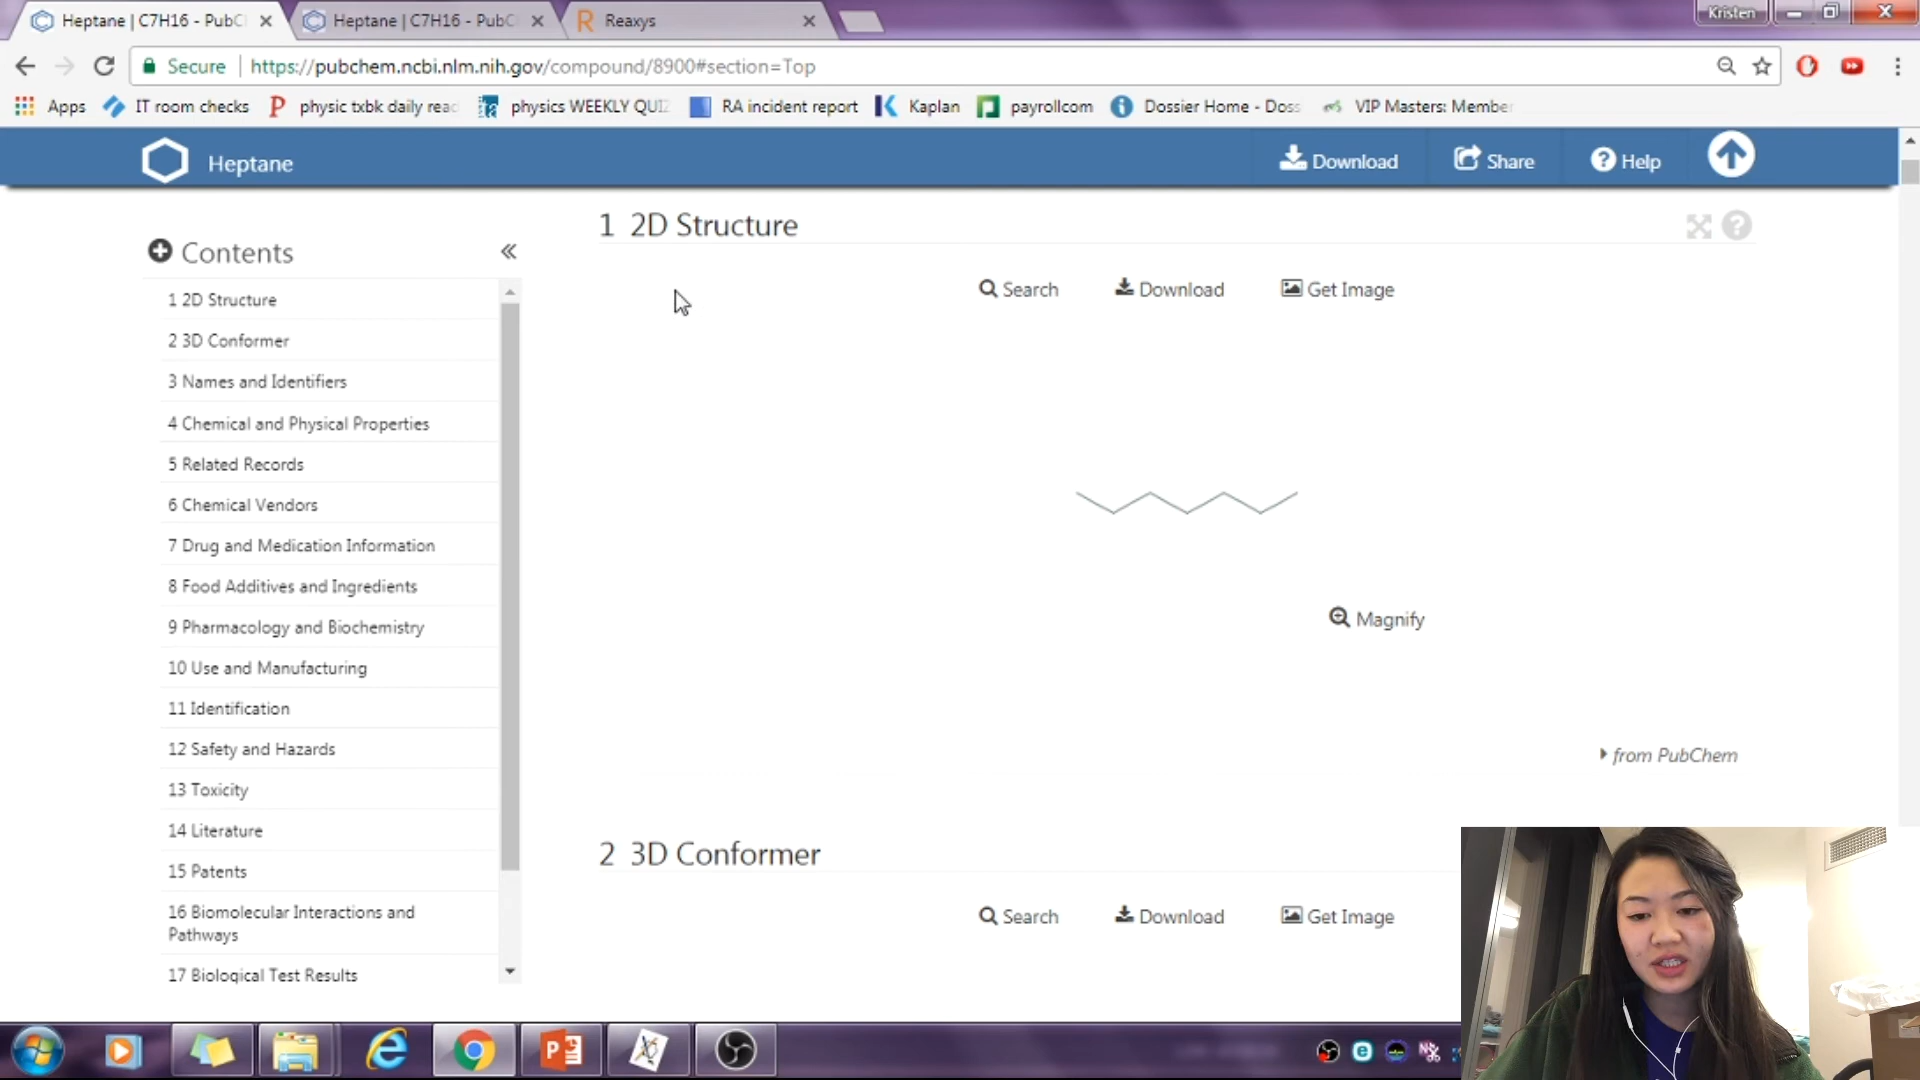 Heptane | C7H16 - PubC
Heptane | C7H16 - PubC
Reaxys
Kristen
Secure
https://pubchem.ncbi.nlm.nih.gov/compound/8900#section=Top
Apps
IT room checks
physic txbk daily read
physics WEEKLY QUIZ
RA incident report
Kaplan
payrollcom
Dossier Home - Doss
VIP Masters: Member
Heptane
Download
Share
Help
Contents
1 2D Structure
2 3D Conformer
3 Names and Identifiers
4 Chemical and Physical Properties
5 Related Records
6 Chemical Vendors
7 Drug and Medication Information
8 Food Additives and Ingredients
9 Pharmacology and Biochemistry
10 Use and Manufacturing
11 Identification
12 Safety and Hazards
13 Toxicity
14 Literature
15 Patents
16 Biomolecular Interactions and
Pathways
17 Biological Test Results
1 2D Structure
Search
Download
Get Image
Magnify
from PubChem
2 3D Conformer
Search
Download
Get Image